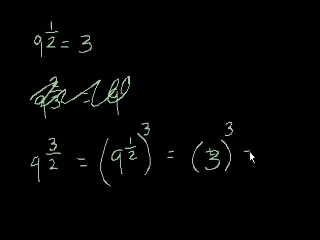 9^{1/2} = 3
9^{3/2} = (9^{1/2})^3 = (3)^3 =